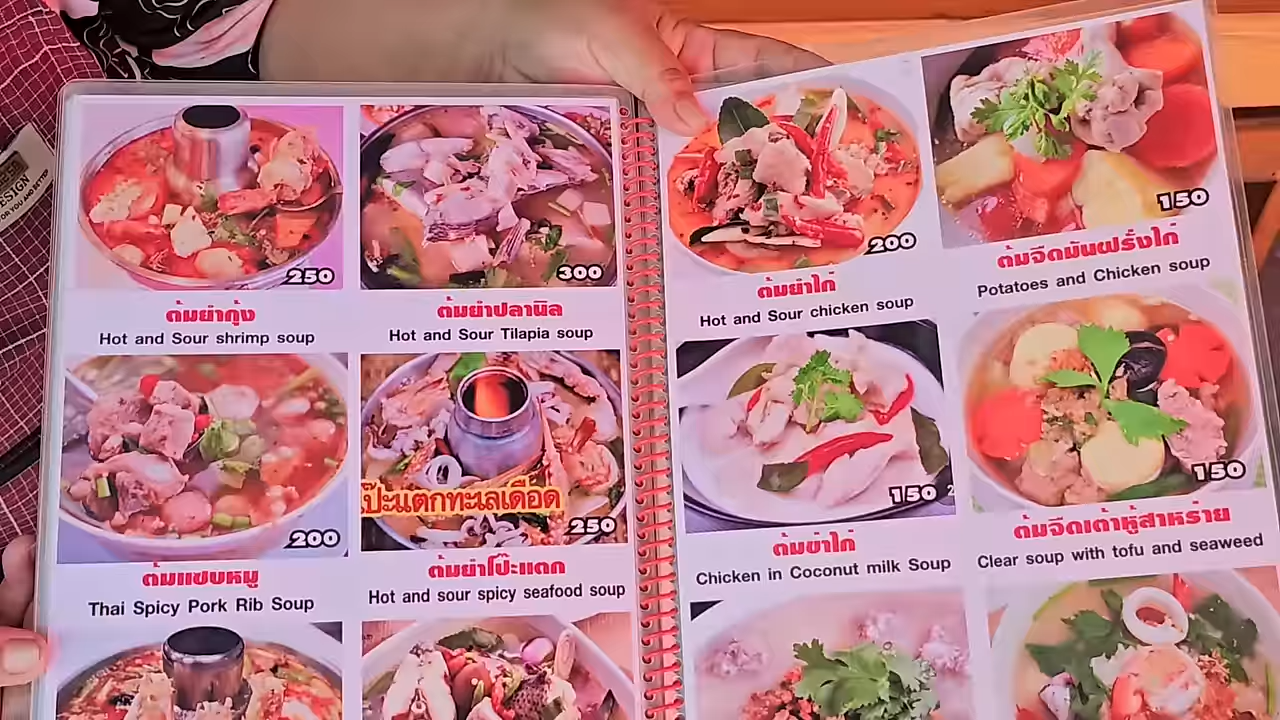 ESIGN
FOR YOU AND BETTER
250
ต้มยำกุ้ง
Hot and Sour shrimp soup
300
ต้มยำปลานิล
Hot and Sour Tilapia soup
200
ต้มแซบหมู
Thai Spicy Pork Rib Soup
โป๊ะแตกทะเลเดือด
250
ต้มยำโป๊ะแตก
Hot and sour spicy seafood soup
200
ต้มยำไก่
Hot and Sour chicken soup
150
ต้มจืดมันฝรั่งไก่
Potatoes and Chicken soup
150
ต้มข่าไก่
Chicken in Coconut milk Soup
150
ต้มจืดเต้าหู้สาหร่าย
Clear soup with tofu and seaweed